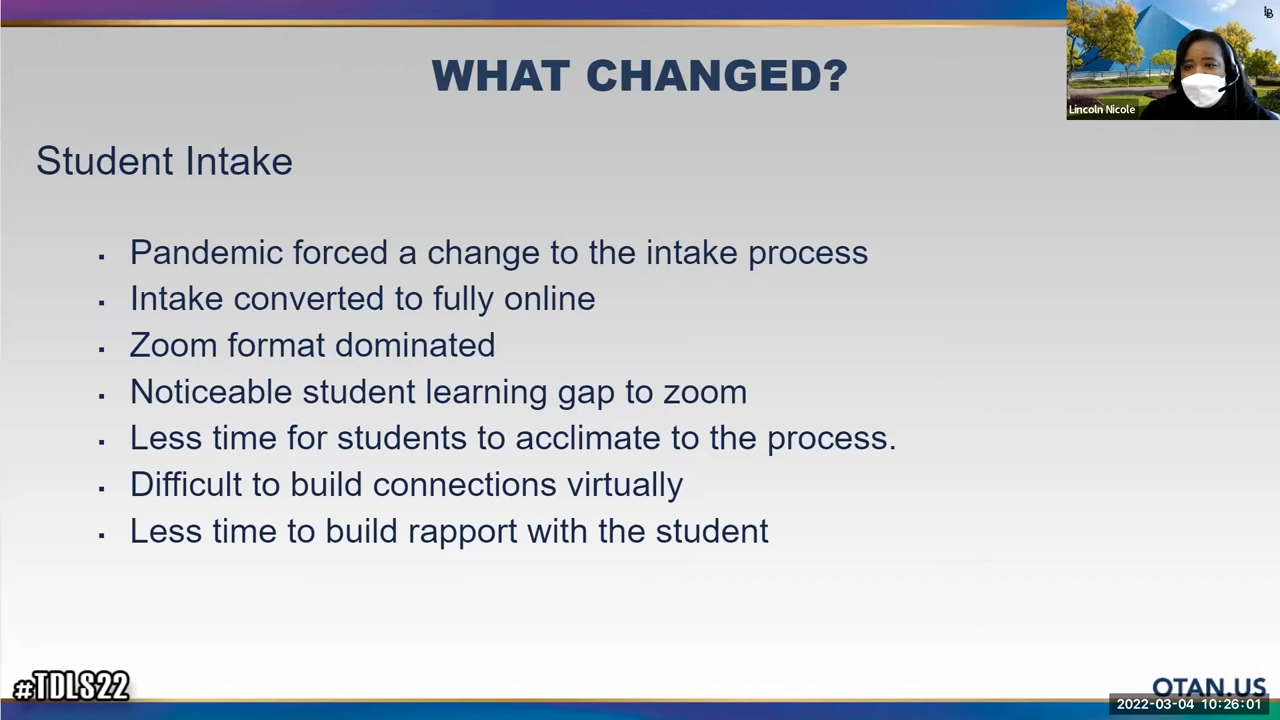 WHAT CHANGED?
LB
Lincoln Nicole
Student Intake
▪ Pandemic forced a change to the intake process
▪ Intake converted to fully online
▪ Zoom format dominated
▪ Noticeable student learning gap to zoom
▪ Less time for students to acclimate to the process.
▪ Difficult to build connections virtually
▪ Less time to build rapport with the student
#TDLS22
OTAN.US
2022-03-04 10:26:01